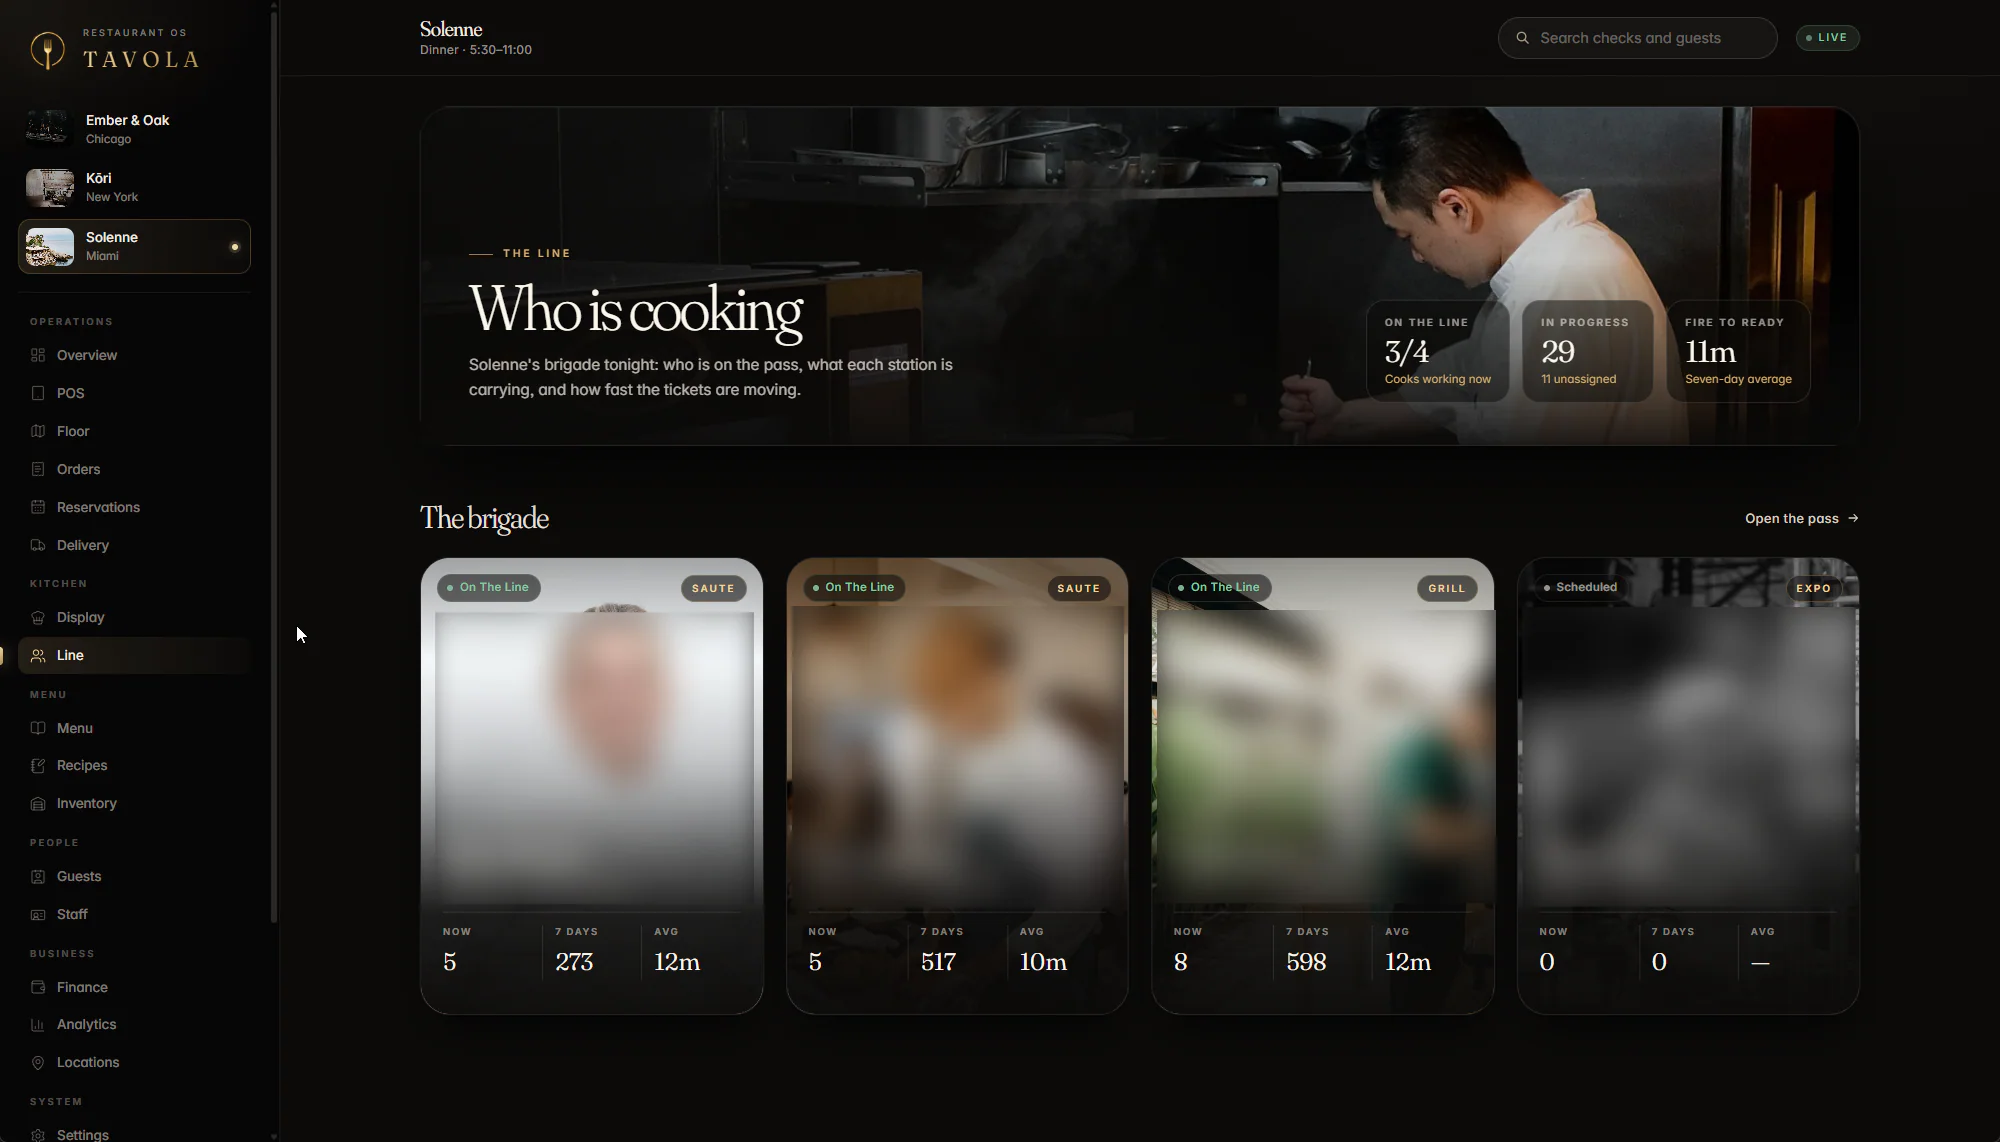 RESTAURANT OS
TAVOLA
Ember & Oak
Chicago
Kōri
New York
Solenne
Miami
OPERATIONS
Overview
POS
Floor
Orders
Reservations
Delivery
KITCHEN
Display
Line
MENU
Menu
Recipes
Inventory
PEOPLE
Guests
Staff
BUSINESS
Finance
Analytics
Locations
SYSTEM
Settings
Solenne
Dinner · 5:30–11:00
Search checks and guests
LIVE
THE LINE
Who is cooking
Solenne's brigade tonight: who is on the pass, what each station is
carrying, and how fast the tickets are moving.
ON THE LINE
3/4
Cooks working now
IN PROGRESS
29
11 unassigned
FIRE TO READY
11m
Seven-day average
The brigade
Open the pass →
On The Line
SAUTE
NOW
5
7 DAYS
273
AVG
12m
On The Line
SAUTE
NOW
5
7 DAYS
517
AVG
10m
On The Line
GRILL
NOW
8
7 DAYS
598
AVG
12m
Scheduled
EXPO
NOW
0
7 DAYS
0
AVG
—